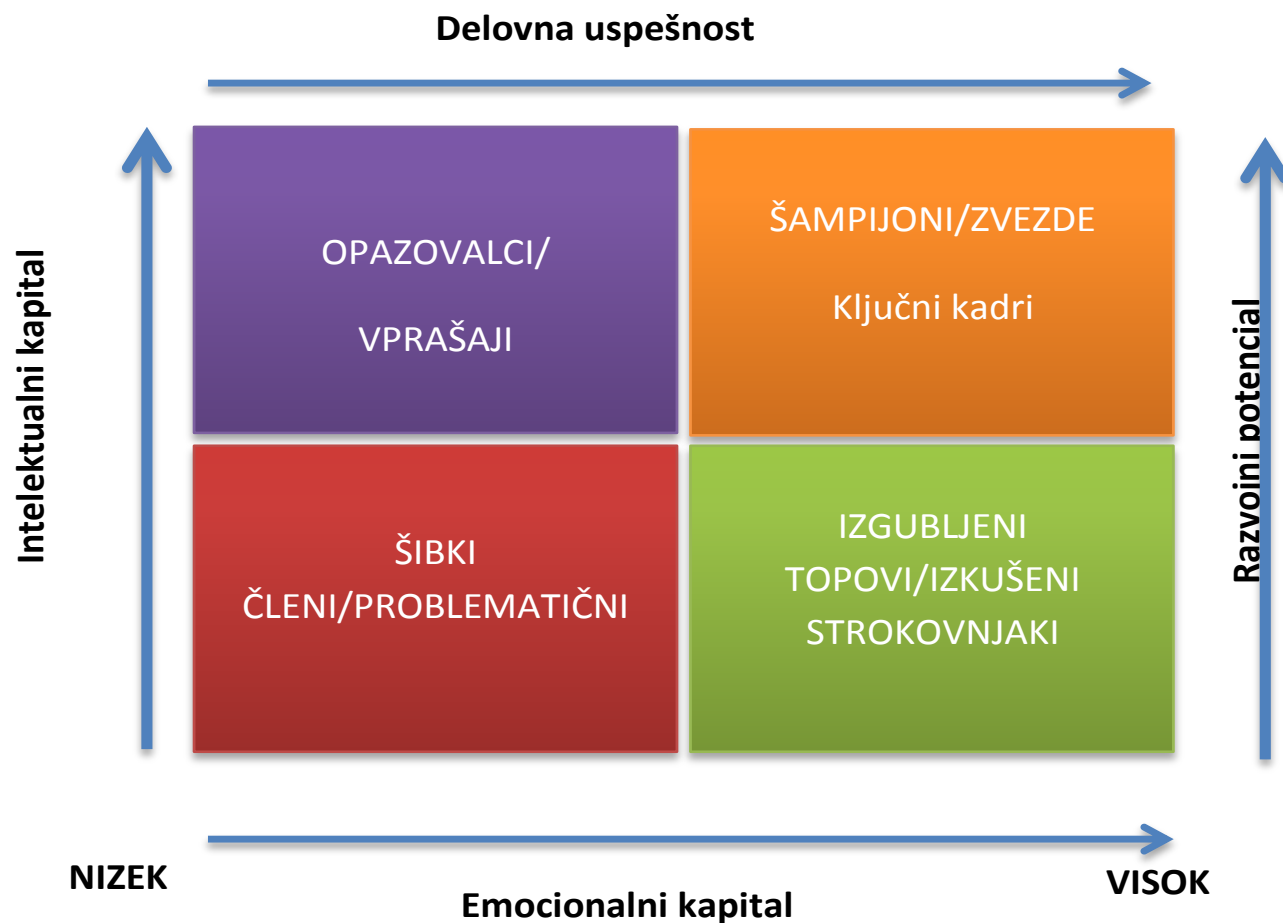 Delovna uspešnost
Intelektualni kapital
OPAZOVALCI/
VPRAŠAJI
ŠAMPIJONI/ZVEZDE
Ključni kadri
Razvojni potencial
ŠIBKI
ČLENI/PROBLEMATIČNI
IZGUBLJENI
TOPOVI/IZKUŠENI
STROKOVNJAKI
NIZEK
VISOK
Emocionalni kapital